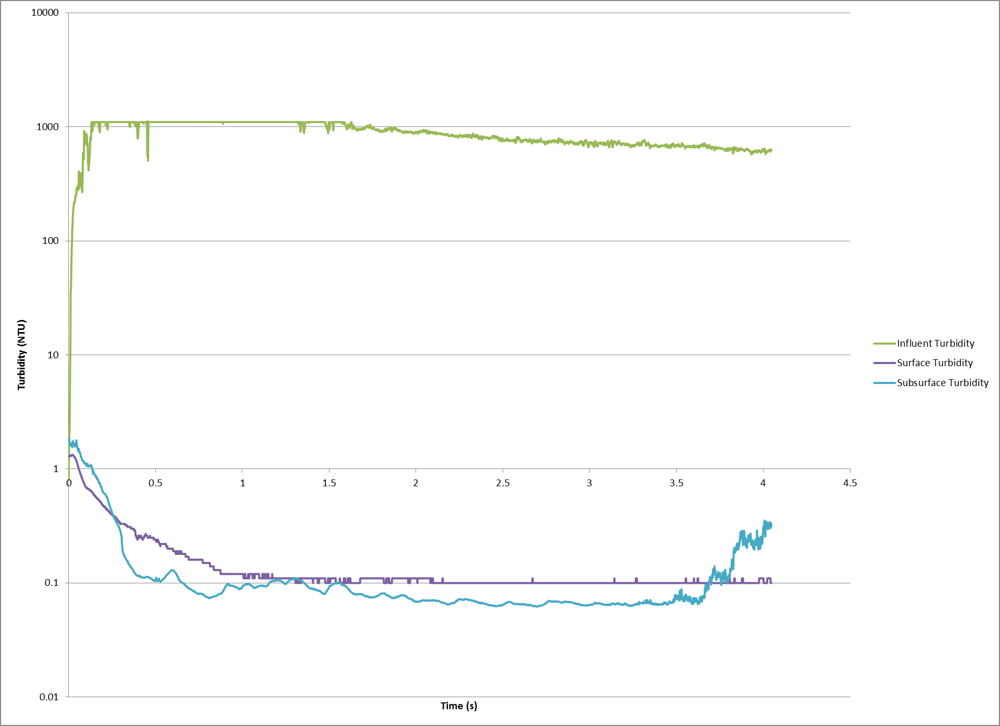 10000
1000
100
10
1
0.1
0.01
0 0.5 1 1.5 2 2.5 3 3.5 4 4.5
Turbidity (NTU)
Time (s)
Influent Turbidity
Surface Turbidity
Subsurface Turbidity